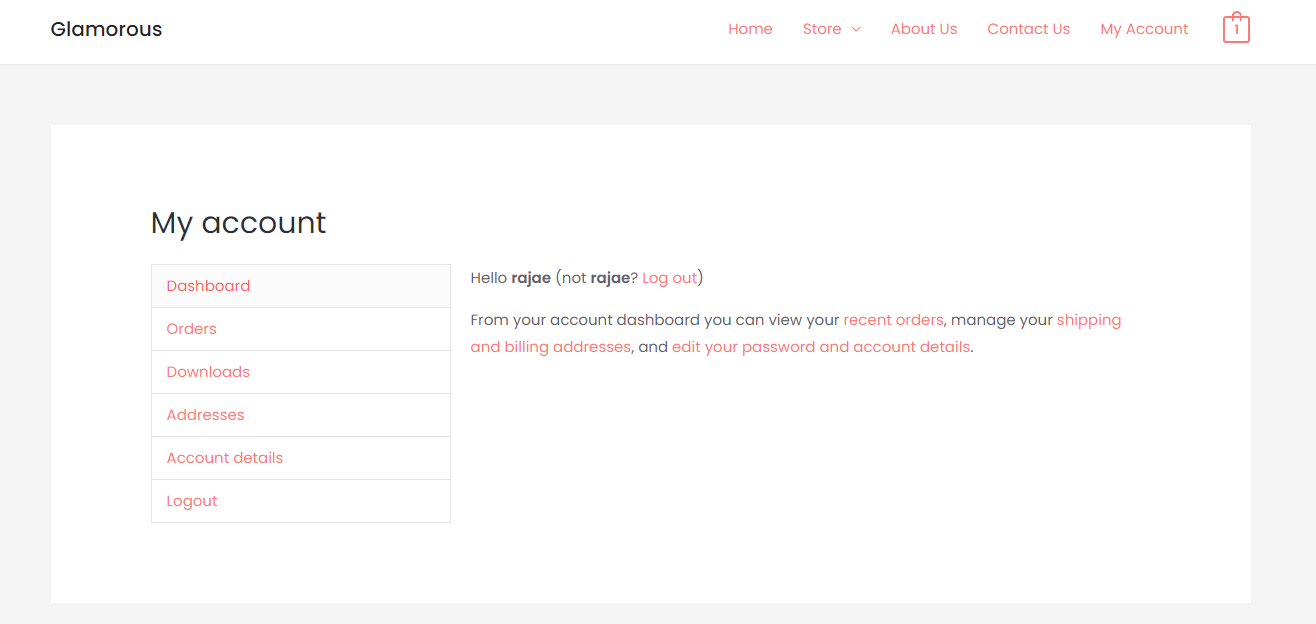 Glamorous
Home
Store
About Us
Contact Us
My Account
1
My account
Dashboard
Orders
Downloads
Addresses
Account details
Logout
Hello rajae (not rajae? Log out)
From your account dashboard you can view your recent orders, manage your shipping
and billing addresses, and edit your password and account details.